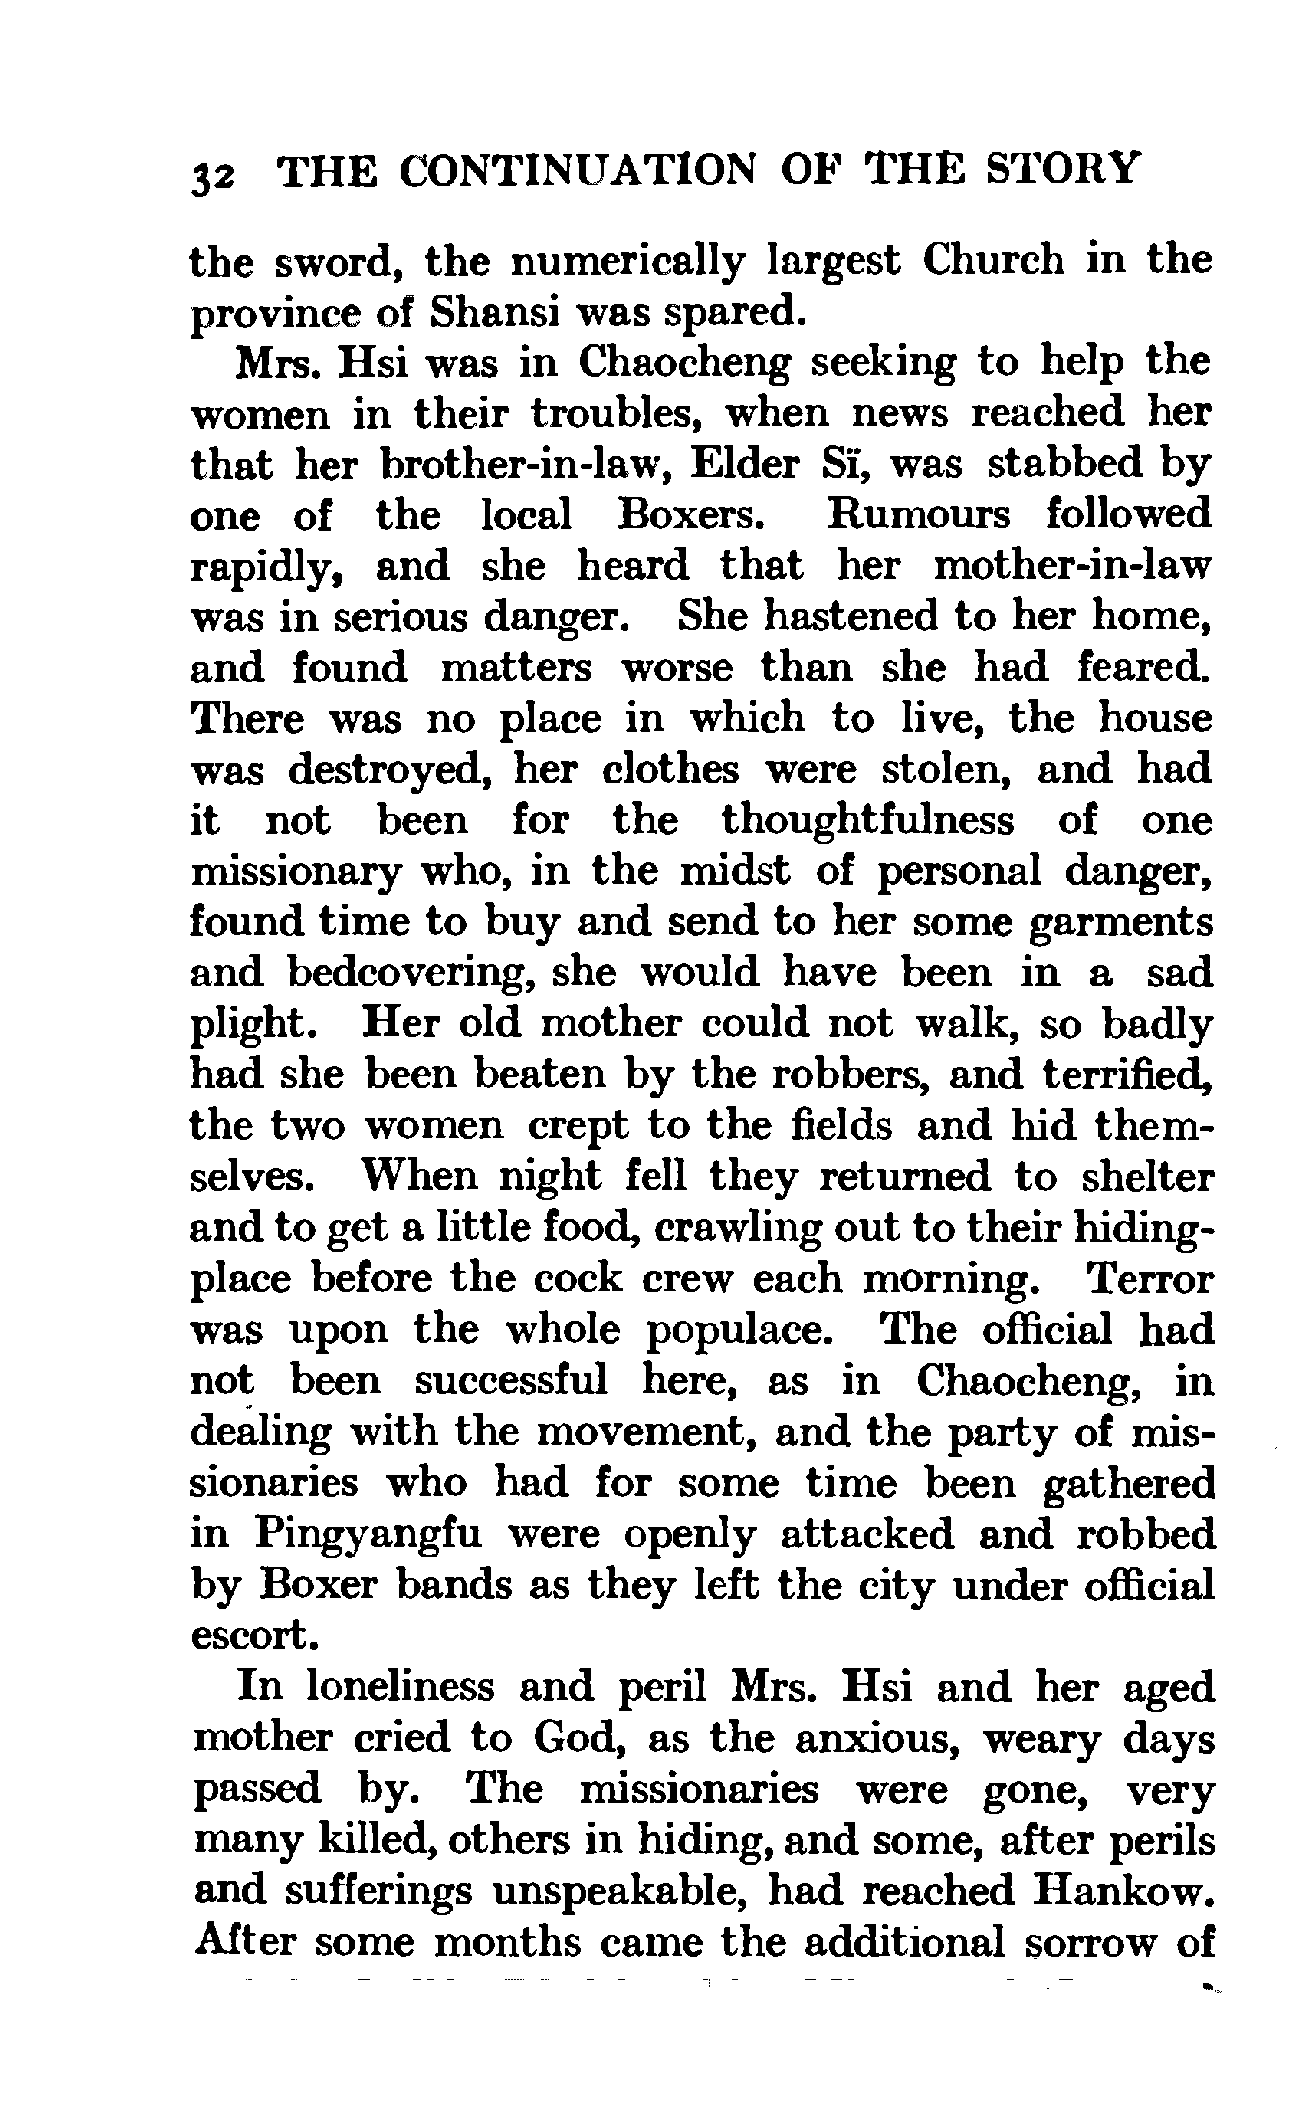 32 THE CONTINUATION OF THE STORY
the sword, the numerically largest Church in the
province of Shansi was spared.
Mrs. Hsi was in Chaocheng seeking to help the
women in their troubles, when news reached her
that her brother-in-law, Elder Sï, was stabbed by
one of the local Boxers. Rumours followed
rapidly, and she heard that her mother-in-law
was in serious danger. She hastened to her home,
and found matters worse than she had feared.
There was no place in which to live, the house
was destroyed, her clothes were stolen, and had
it not been for the thoughtfulness of one
missionary who, in the midst of personal danger,
found time to buy and send to her some garments
and bedcovering, she would have been in a sad
plight. Her old mother could not walk, so badly
had she been beaten by the robbers, and terrified,
the two women crept to the fields and hid them-
selves. When night fell they returned to shelter
and to get a little food, crawling out to their hiding-
place before the cock crew each morning. Terror
was upon the whole populace. The official had
not been successful here, as in Chaocheng, in
dealing with the movement, and the party of mis-
sionaries who had for some time been gathered
in Pingyangfu were openly attacked and robbed
by Boxer bands as they left the city under official
escort.
In loneliness and peril Mrs. Hsi and her aged
mother cried to God, as the anxious, weary days
passed by. The missionaries were gone, very
many killed, others in hiding, and some, after perils
and sufferings unspeakable, had reached Hankow.
After some months came the additional sorrow of